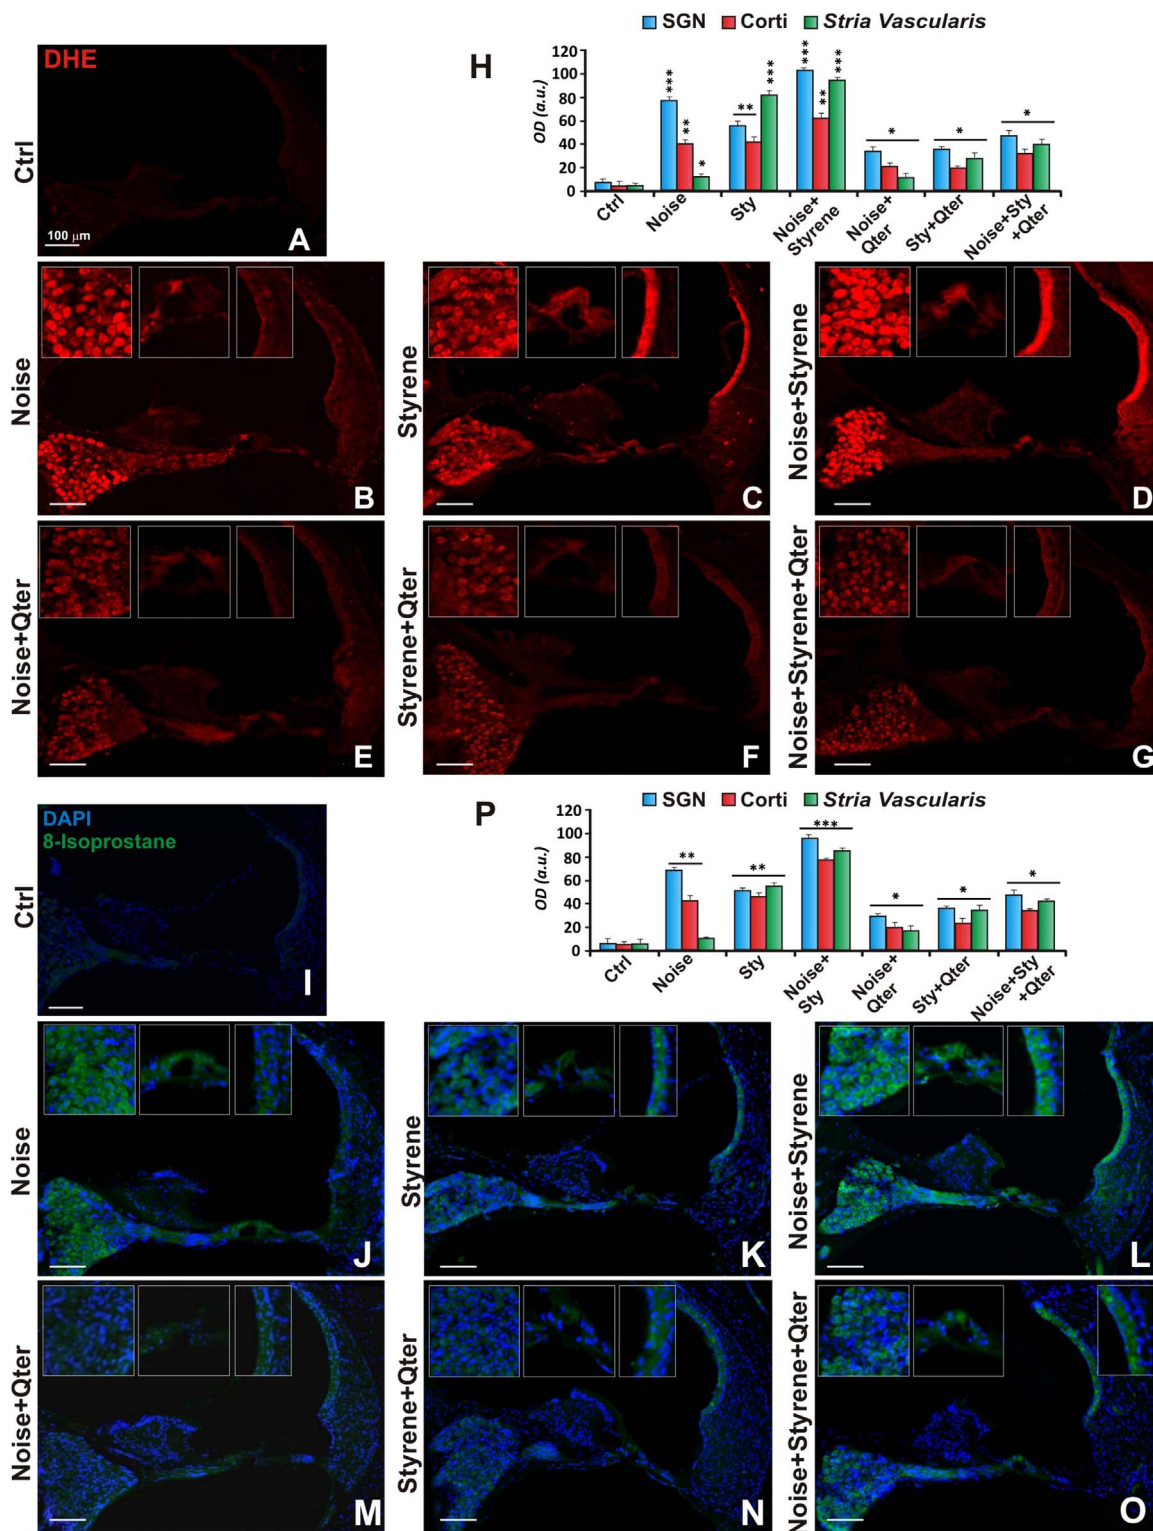 DHE
Ctrl
100 µm
A
H
SGN Corti Stria Vascularis
OD (a.u.)
120
100
80
60
40
20
0
*** ** * ** *** *** ** *** * * *
Ctrl
Noise
Sty
Noise+
Styrene
Noise+
Qter
Sty+Qter
Noise+Sty
+Qter
Noise
B
Styrene
C
Noise+Styrene
D
Noise+Qter
E
Styrene+Qter
F
Noise+Styrene+Qter
G
DAPI
8-Isoprostane
Ctrl
I
P
SGN Corti Stria Vascularis
OD (a.u.)
120
100
80
60
40
20
0
** ** *** * * *
Ctrl
Noise
Sty
Noise+
Sty
Noise+
Qter
Sty+Qter
Noise+Sty
+Qter
Noise
J
Styrene
K
Noise+Styrene
L
Noise+Qter
M
Styrene+Qter
N
Noise+Styrene+Qter
O